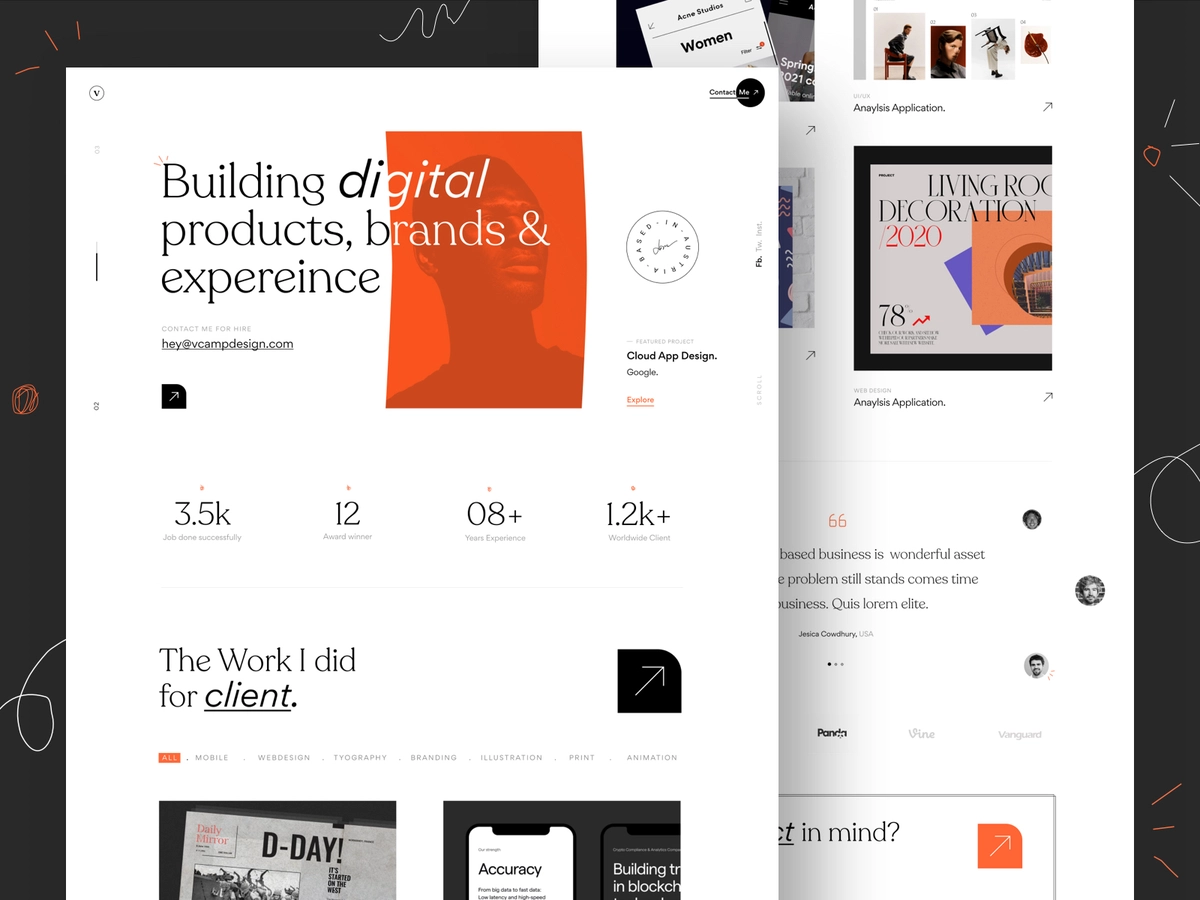 V
Contact Me
03
Building digital
products, brands &
expereince
BASED · IN · AUSTRIA ·
Fb. Tw. Inst.
CONTACT ME FOR HIRE
hey@vcampdesign.com
— FEATURED PROJECT
Cloud App Design.
Google.
Explore
SCROLL
02
3.5k
Job done successfully
12
Award winner
08+
Years Experience
1.2k+
Worldwide Client
The Work I did
for client.
ALL . MOBILE . WEBDESIGN . TYOGRAPHY . BRANDING . ILLUSTRATION . PRINT . ANIMATION
Daily
Mirror
D-DAY!
IT'S
STARTED
ON THE
WEST
Our strength
Accuracy
From big data to fast data:
Low latency and high-speed
Crypto Compliance & Analytics Compa
Building tr
in blockch
Acne Studios
Women
Filter
Spring
2021 co
able onlin
01
02
03
04
UI/UX
Anaylsis Application.
PROJECT
LIVING ROO
DECORATION
/2020
78
WEB DESIGN
Anaylsis Application.
based business is wonderful asset
e problem still stands comes time
business. Quis lorem elite.
Jesica Cowdhury, USA
Panda
Vine
Vanguard
ct in mind?